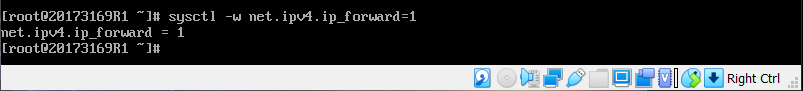 [root@20173169R1 ~]# sysctl -w net.ipv4.ip_forward=1
net.ipv4.ip_forward = 1
[root@20173169R1 ~]#
Right Ctrl